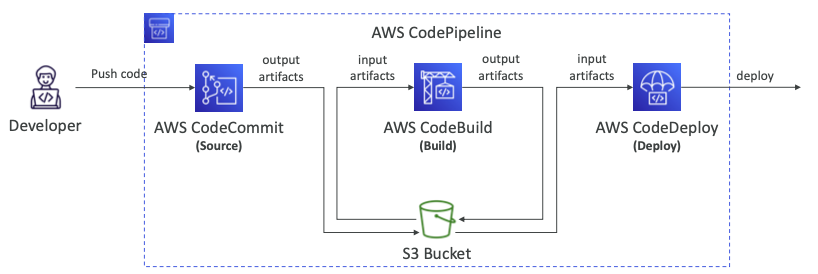 AWS CodePipeline
Push code
output
artifacts
input
artifacts
output
artifacts
input
artifacts
deploy
Developer
AWS CodeCommit
(Source)
AWS CodeBuild
(Build)
AWS CodeDeploy
(Deploy)
S3 Bucket